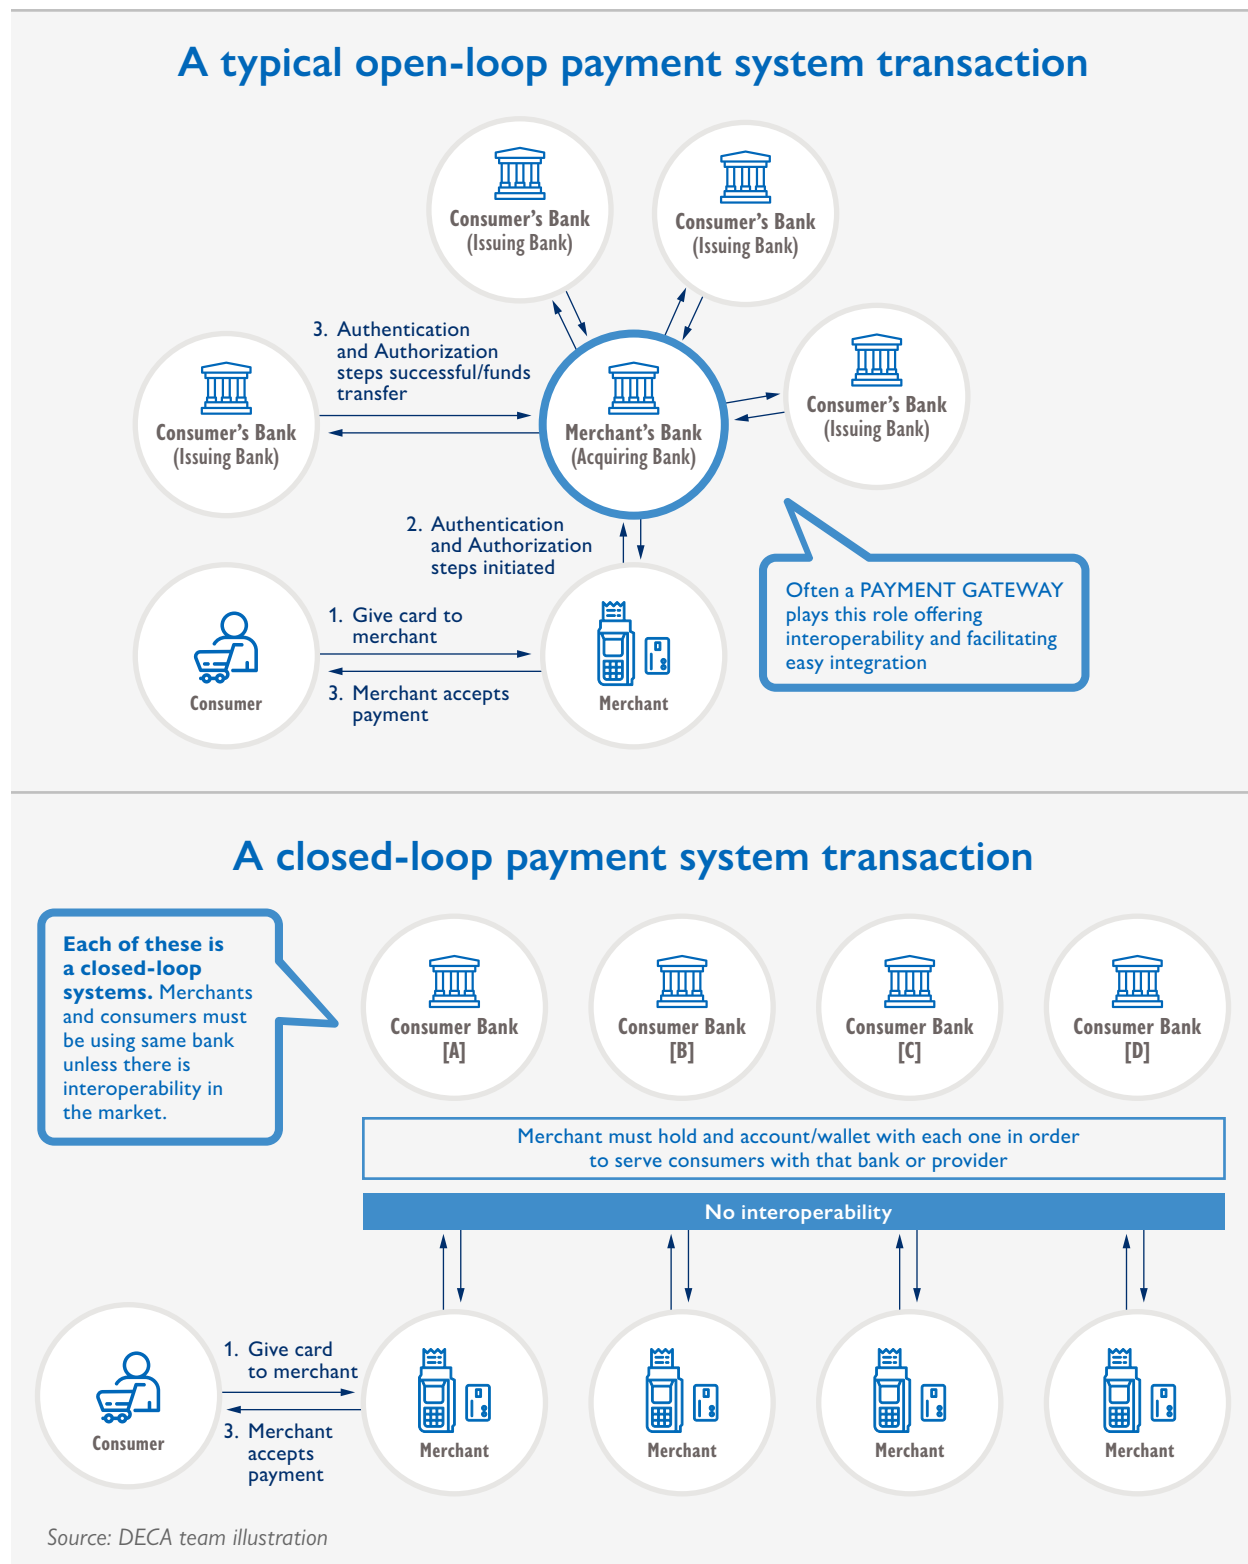 A typical open-loop payment system transaction
Consumer's Bank
(Issuing Bank)
Consumer's Bank
(Issuing Bank)
3. Authentication
and Authorization
steps successful/funds
transfer
Consumer's Bank
(Issuing Bank)
Merchant's Bank
(Acquiring Bank)
Consumer's Bank
(Issuing Bank)
2. Authentication
and Authorization
steps initiated
Often a PAYMENT GATEWAY
plays this role offering
interoperability and facilitating
easy integration
1. Give card to
merchant
3. Merchant accepts
payment
Consumer
Merchant
A closed-loop payment system transaction
Each of these is
a closed-loop
systems. Merchants
and consumers must
be using same bank
unless there is
interoperability in
the market.
Consumer Bank
[A]
Consumer Bank
[B]
Consumer Bank
[C]
Consumer Bank
[D]
Merchant must hold and account/wallet with each one in order
to serve consumers with that bank or provider
No interoperability
1. Give card
to merchant
3. Merchant
accepts
payment
Consumer
Merchant
Merchant
Merchant
Merchant
Source: DECA team illustration